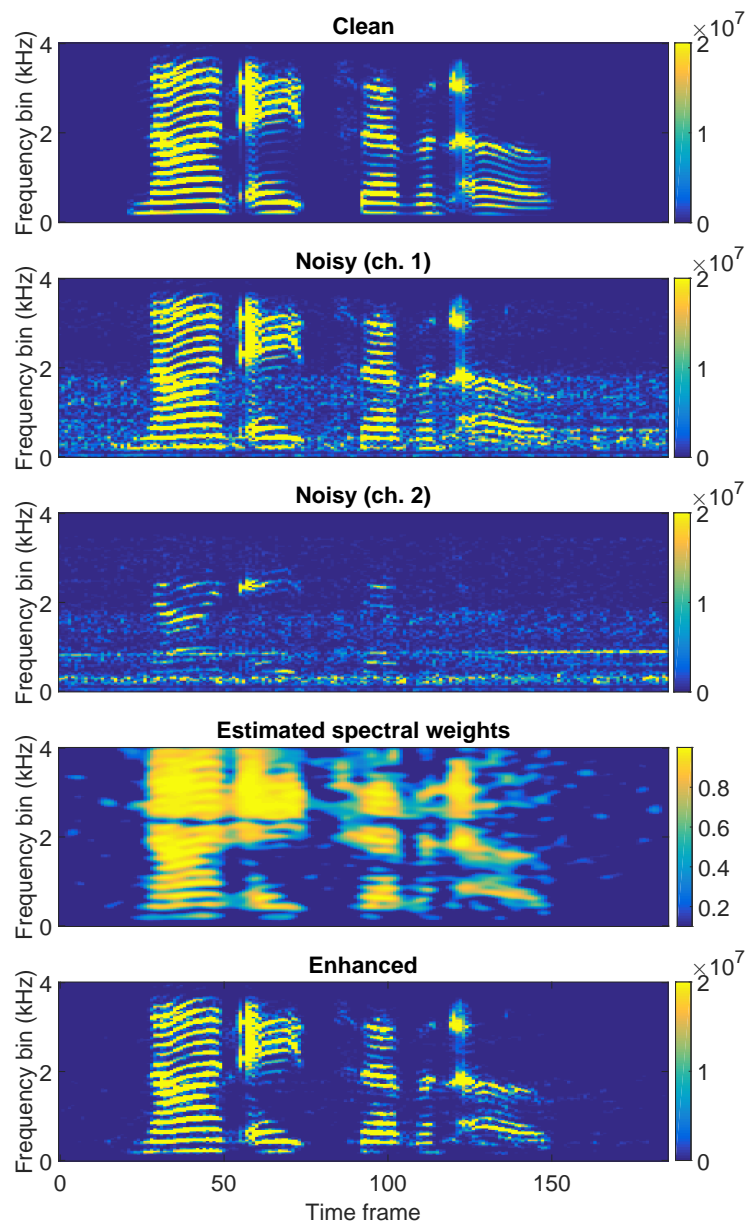 Clean
×10^7
Frequency bin (kHz)
4
2
0
2
1
0
Noisy (ch. 1)
×10^7
Frequency bin (kHz)
4
2
0
2
1
0
Noisy (ch. 2)
×10^7
Frequency bin (kHz)
4
2
0
2
1
0
Estimated spectral weights
Frequency bin (kHz)
4
2
0
0.8
0.6
0.4
0.2
Enhanced
×10^7
Frequency bin (kHz)
4
2
0
2
1
0
0 50 100 150
Time frame